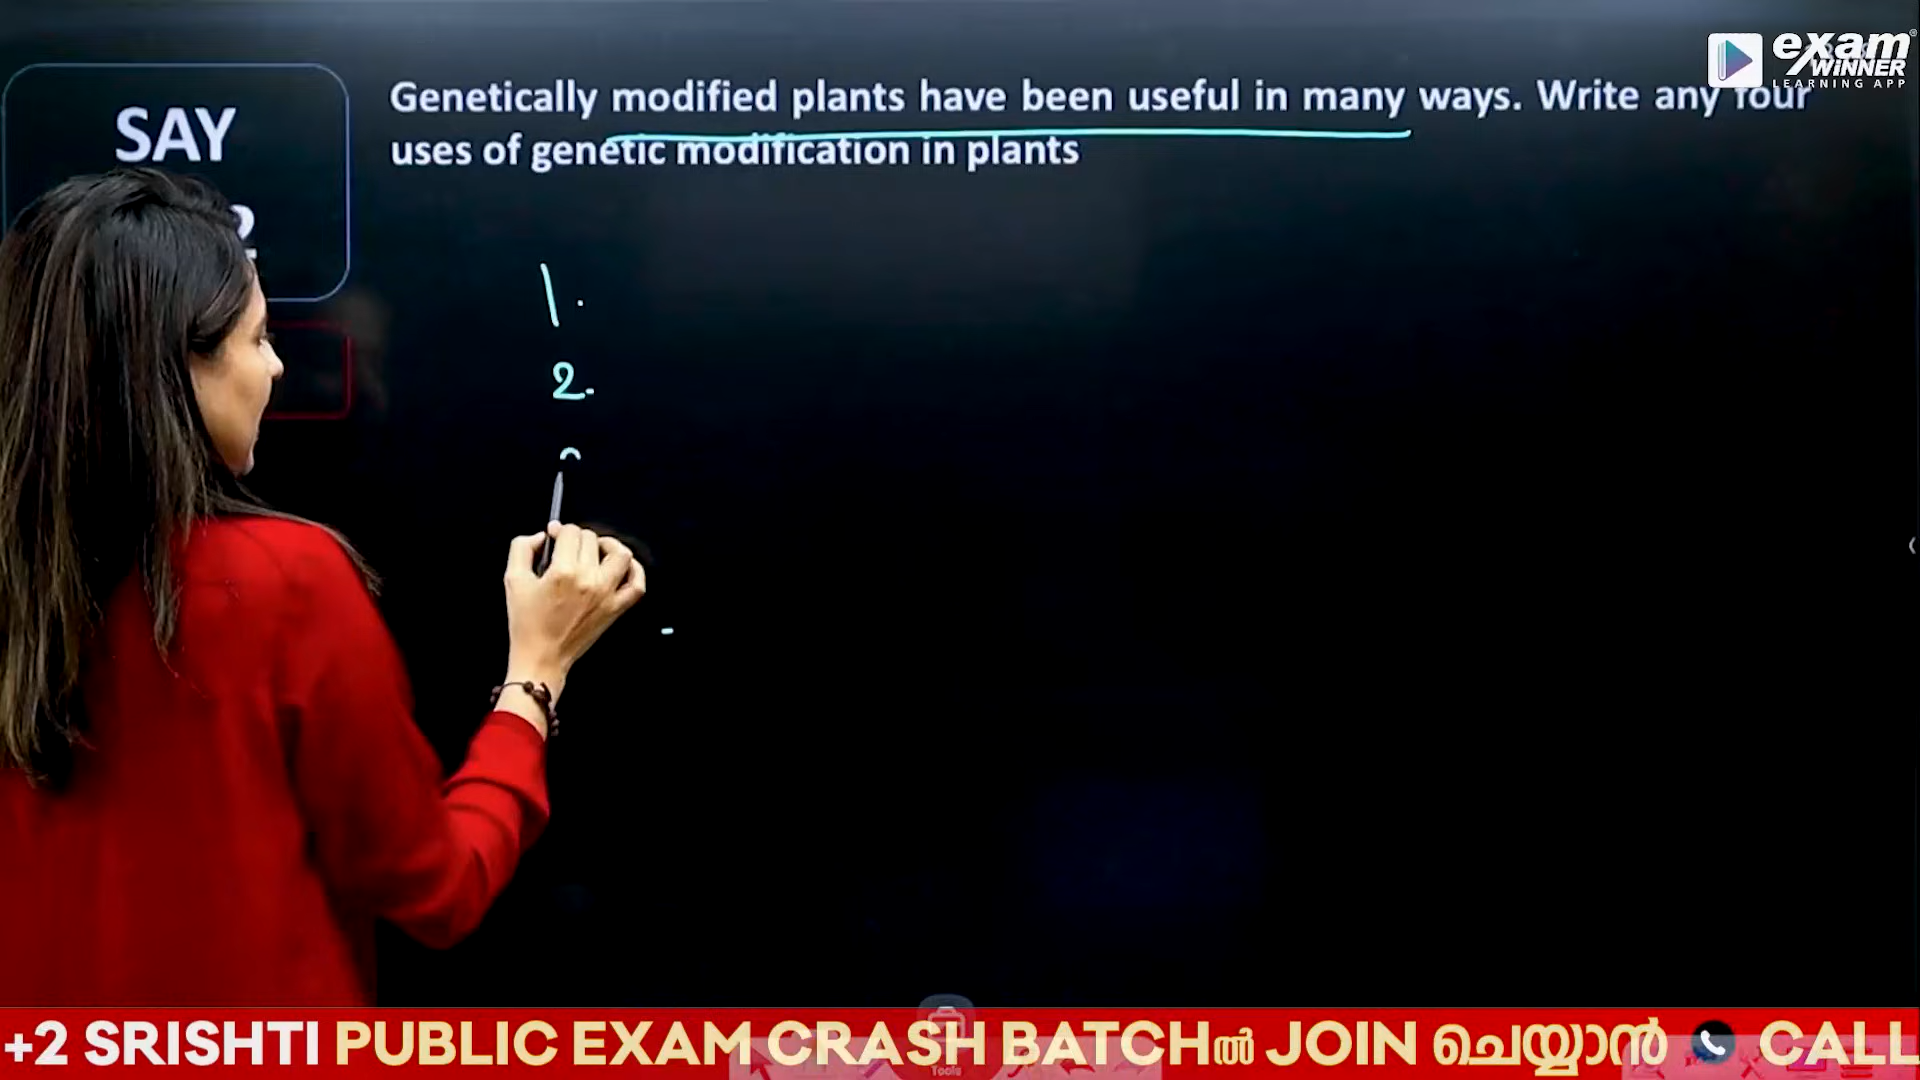 exam
WINNER
LEARNING APP
SAY
Genetically modified plants have been useful in many ways. Write any four
uses of genetic modification in plants
1.
2.
+2 SRISHTI PUBLIC EXAM CRASH BATCHൽ JOIN ചെയ്യാൻ CALL
Tools